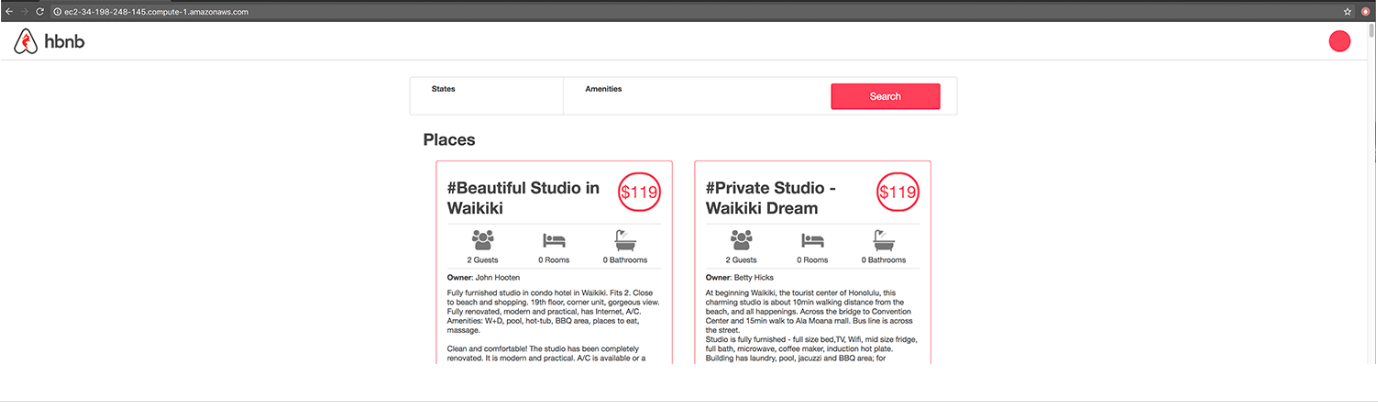 ec2-34-198-248-145.compute-1.amazonaws.com
hbnb
States Amenities Search
Places
#Beautiful Studio in
Waikiki
$119
2 Guests 0 Rooms 0 Bathrooms
Owner: John Hooten
Fully furnished studio in condo hotel in Waikiki. Fits 2. Close
to beach and shopping. 19th floor, corner unit, gorgeous view.
Fully renovated, modern and practical, has Internet, A/C.
Amenities: W+D, pool, hot-tub, BBQ area, places to eat,
massage.
Clean and comfortable! The studio has been completely
renovated. It is modern and practical. A/C is available or a
#Private Studio -
Waikiki Dream
$119
2 Guests 0 Rooms 0 Bathrooms
Owner: Betty Hicks
At beginning Waikiki, the tourist center of Honolulu, this
charming studio is about 10min walking distance from the
beach, and all happenings. Across the bridge to Convention
Center and 15min walk to Ala Moana mall. Bus line is across
the street.
Studio is fully furnished - full size bed,TV, Wifi, mid size fridge,
full bath, microwave, coffee maker, induction hot plate.
Building has laundry, pool, jacuzzi and BBQ area; for